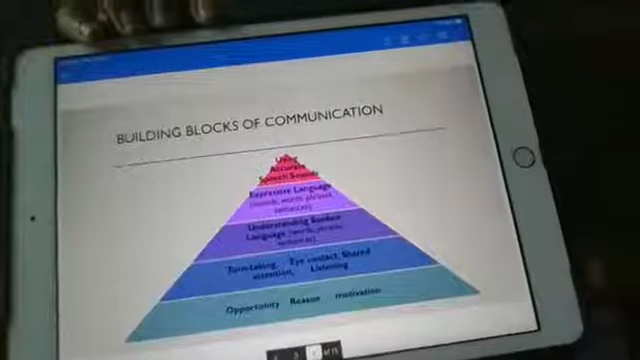 BUILDING BLOCKS OF COMMUNICATION
Using
Accurate
Speech Sounds
Expressive Language
(sounds, words, phrases,
sentences)
Understanding Spoken
Language (words, phrases,
sentences)
Turn-taking, Eye contact, Shared
attention, Listening
Opportunity Reason motivation